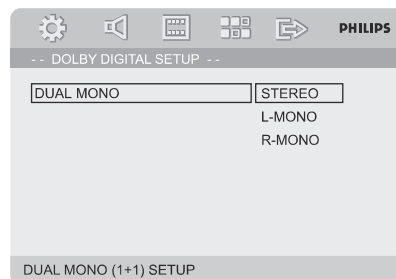 PHILIPS
- - DOLBY DIGITAL SETUP - -
DUAL MONO STEREO
L-MONO
R-MONO
DUAL MONO (1+1) SETUP